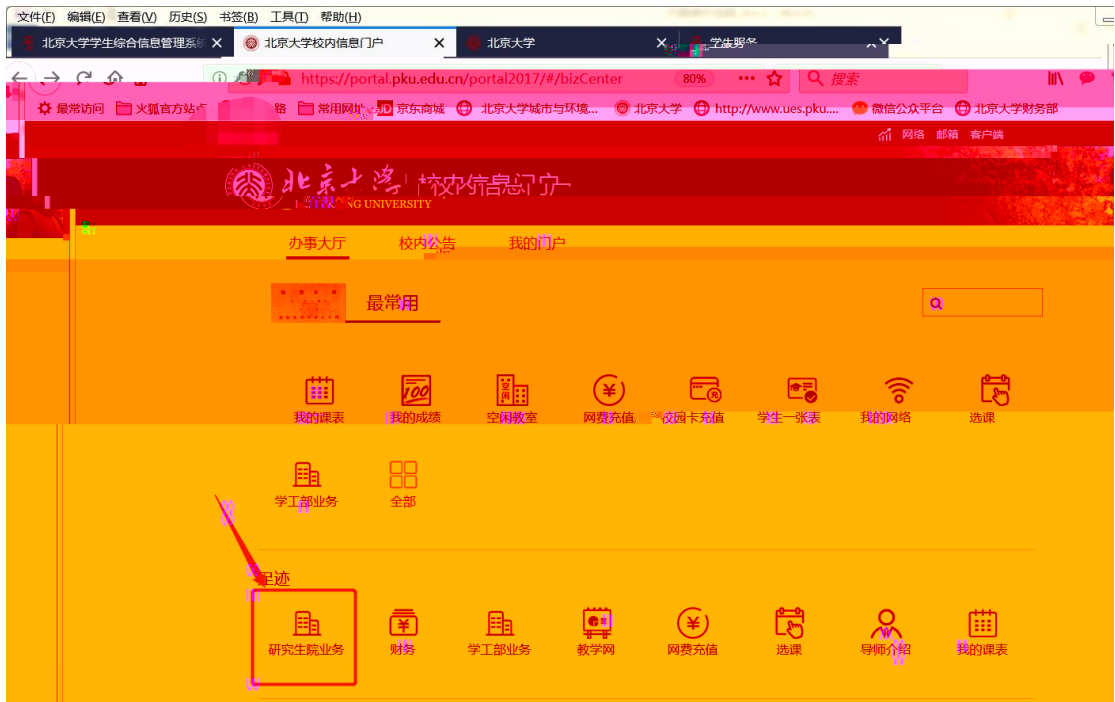 文件(F) 编辑(E) 查看(V) 历史(S) 书签(B) 工具(T) 帮助(H)
北京大学学生综合信息管理系统 北京大学校内信息门户 北京大学
https://portal.pku.edu.cn/portal2017/#/bizCenter 80% 搜索
最常访问 火狐官方站点 常用网址 JD 京东商城 北京大学城市与环境... 北京大学 http://www.ues.pku.... 微信公众平台 北京大学财务部
网络 邮箱 客户端
北京大学 校内信息门户
UNIVERSITY
办事大厅 校内公告 我的门户
最常用
我的课表 我的成绩 空闲教室 网费充值 校园卡充值 学生一张表 我的网络 选课
学工部业务 全部
足迹
研究生院业务 财务 学工部业务 教学网 网费充值 选课 导师介绍 我的课表